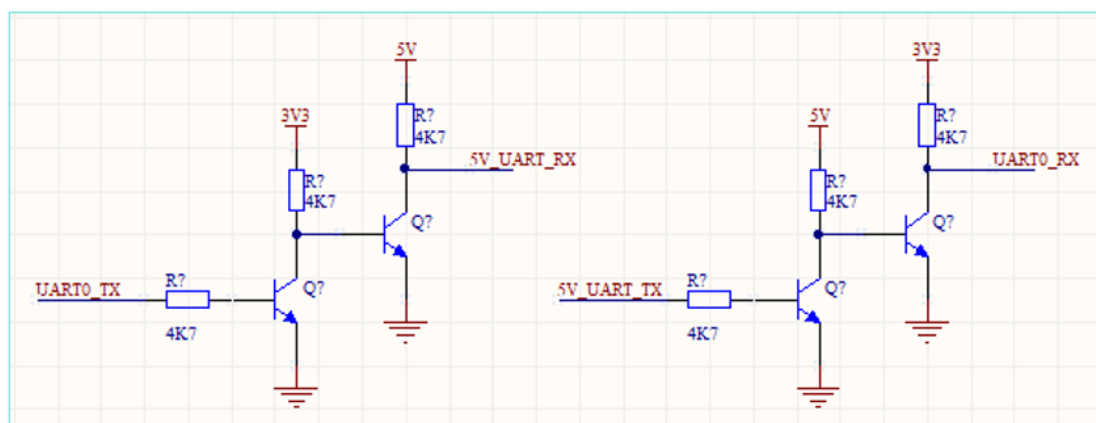 5V
R?
4K7
3V3
5V_UART_RX
R?
4K7
Q?
UART0_TX
R?
Q?
4K7
3V3
R?
4K7
5V
UART0_RX
R?
4K7
Q?
5V_UART_TX
R?
Q?
4K7